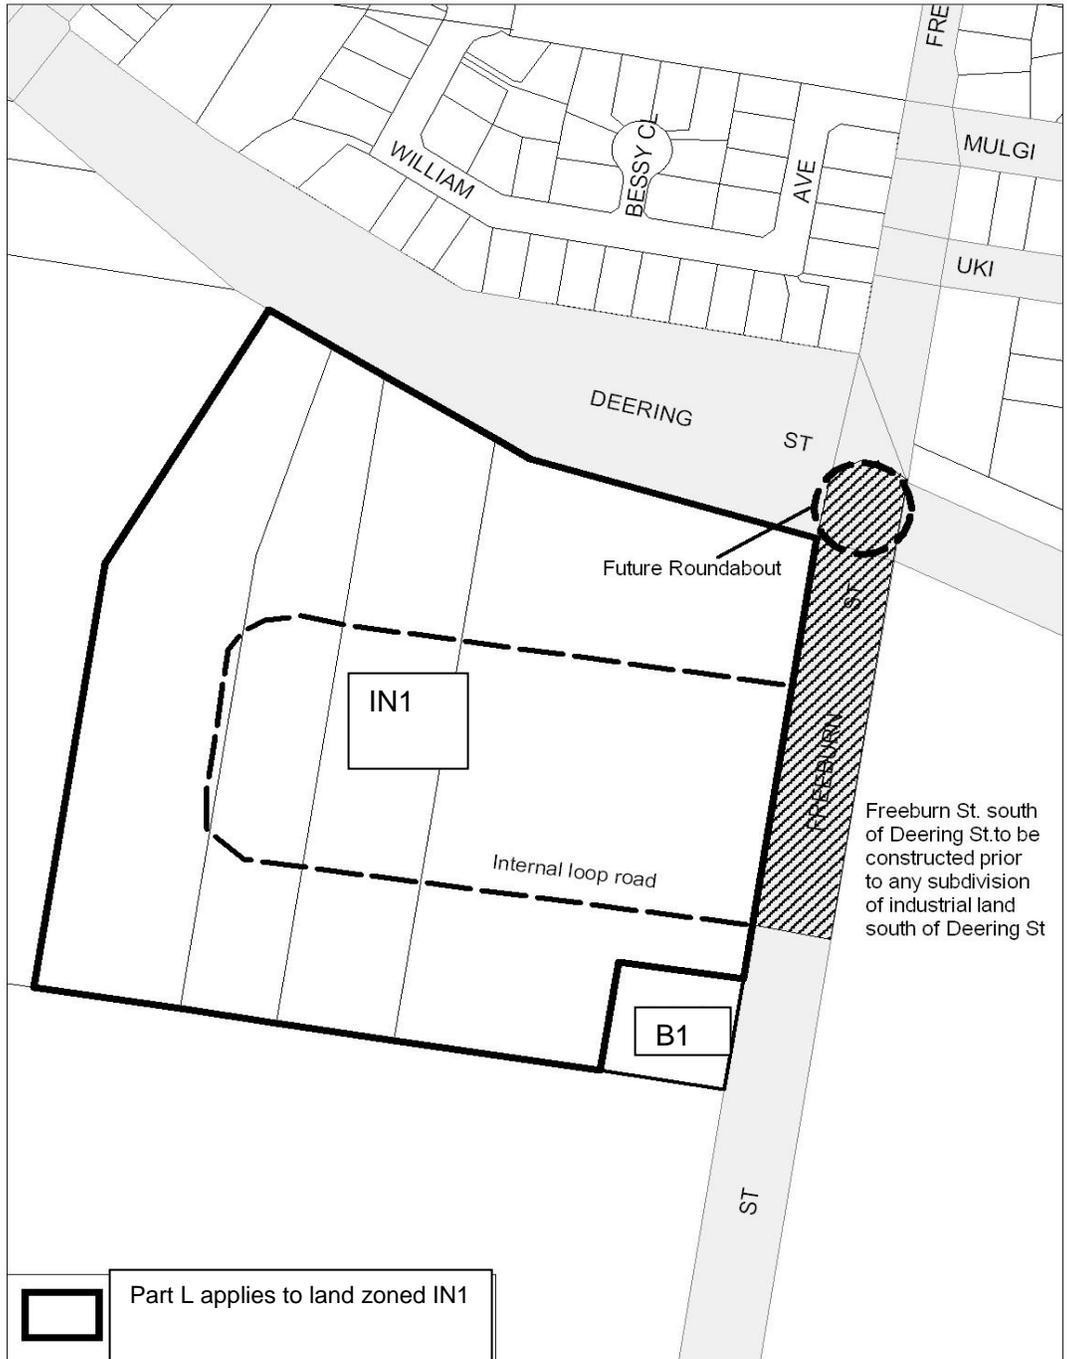 FRE
MULGI
WILLIAM
BESSY CL
AVE
UKI
DEERING
ST
Future Roundabout
ST
FREEBURN
IN1
Freeburn St. south
of Deering St.to be
constructed prior
to any subdivision
of industrial land
south of Deering St
Internal loop road
B1
ST
Part L applies to land zoned IN1